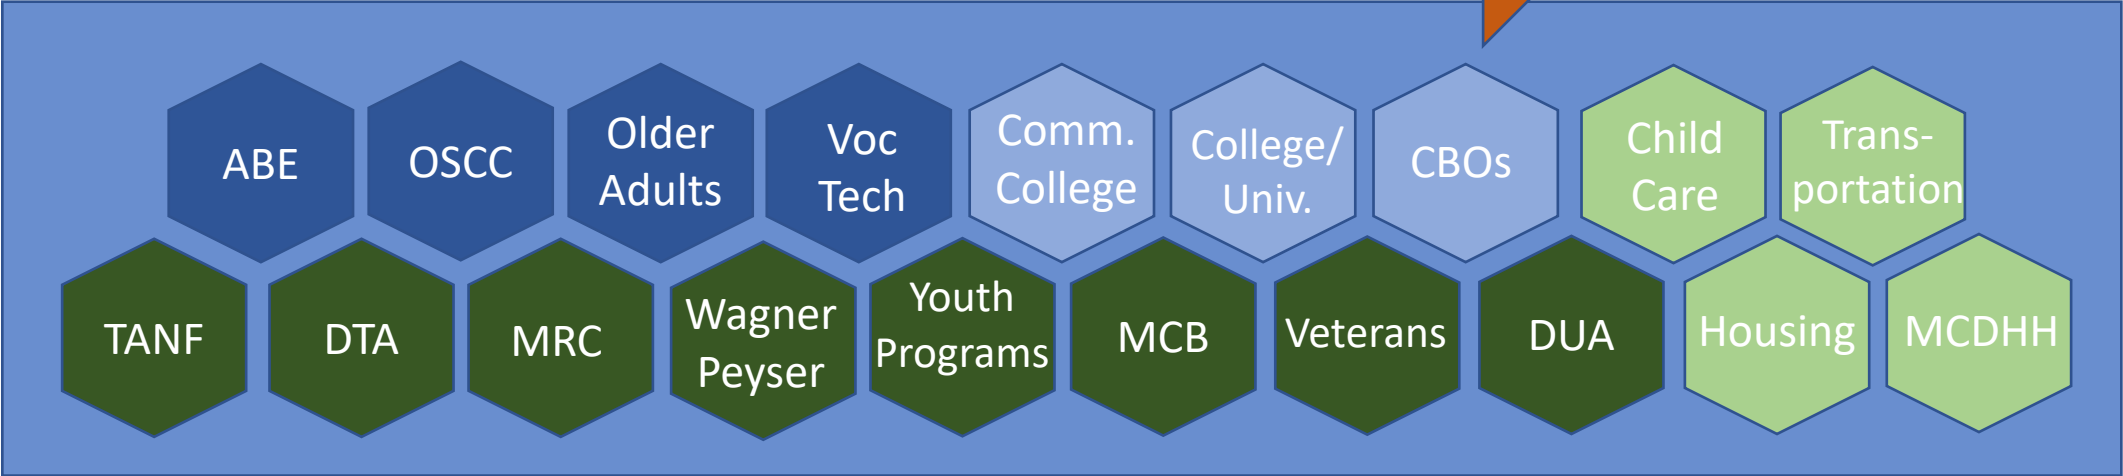 ABE
OSCC
Older
Adults
Voc
Tech
Comm.
College
College/
Univ.
CBOs
Child
Care
Trans-
portation
TANF
DTA
MRC
Wagner
Peyser
Youth
Programs
MCB
Veterans
DUA
Housing
MCDHH